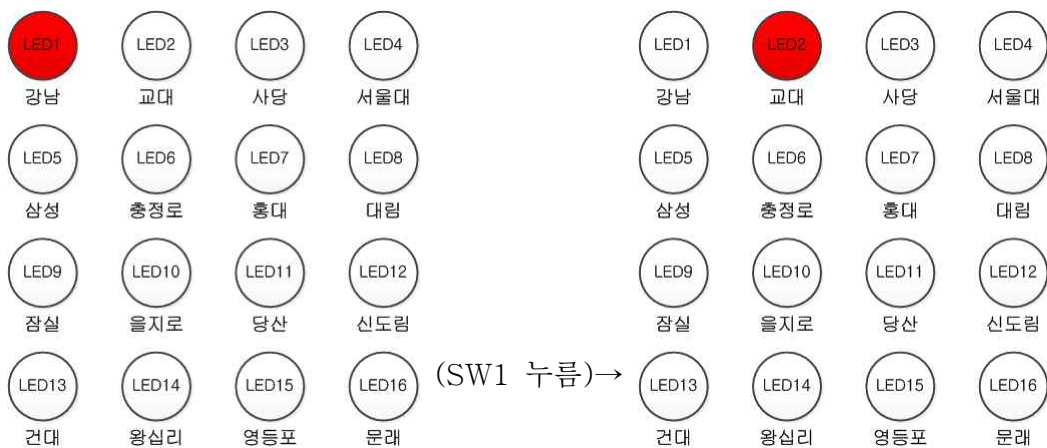 LED1 LED2 LED3 LED4
강남 교대 사당 서울대
LED5 LED6 LED7 LED8
삼성 충정로 홍대 대림
LED9 LED10 LED11 LED12
잠실 을지로 당산 신도림
LED13 LED14 LED15 LED16
건대 왕십리 영등포 문래
(SW1 누름)→
LED1 LED2 LED3 LED4
강남 교대 사당 서울대
LED5 LED6 LED7 LED8
삼성 충정로 홍대 대림
LED9 LED10 LED11 LED12
잠실 을지로 당산 신도림
LED13 LED14 LED15 LED16
건대 왕십리 영등포 문래